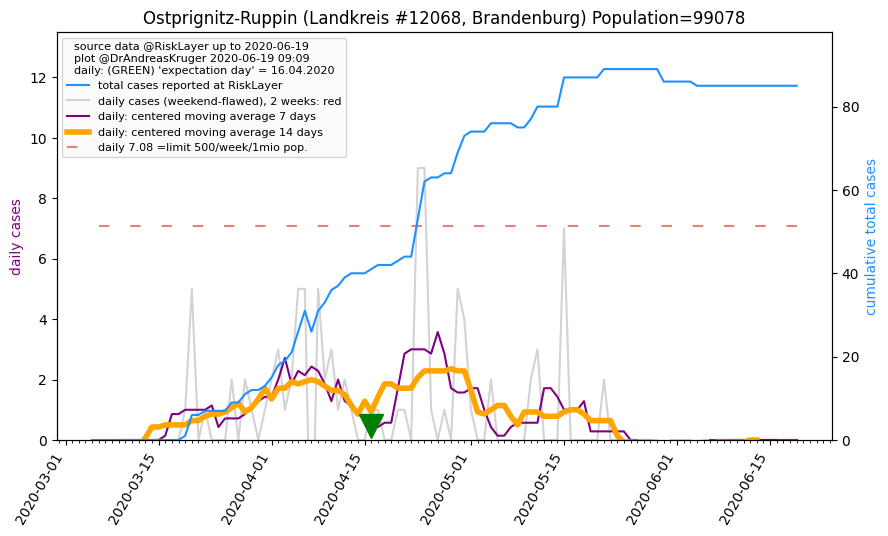 Ostprignitz-Ruppin (Landkreis #12068, Brandenburg) Population=99078
source data @RiskLayer up to 2020-06-19
plot @DrAndreasKruger 2020-06-19 09:09
daily: (GREEN) 'expectation day' = 16.04.2020
total cases reported at RiskLayer
daily cases (weekend-flawed), 2 weeks: red
daily: centered moving average 7 days
daily: centered moving average 14 days
daily 7.08 =limit 500/week/1mio pop.
daily cases
12
10
8
6
4
2
0
cumulative total cases
80
60
40
20
0
2020-03-01
2020-03-15
2020-04-01
2020-04-15
2020-05-01
2020-05-15
2020-06-01
2020-06-15